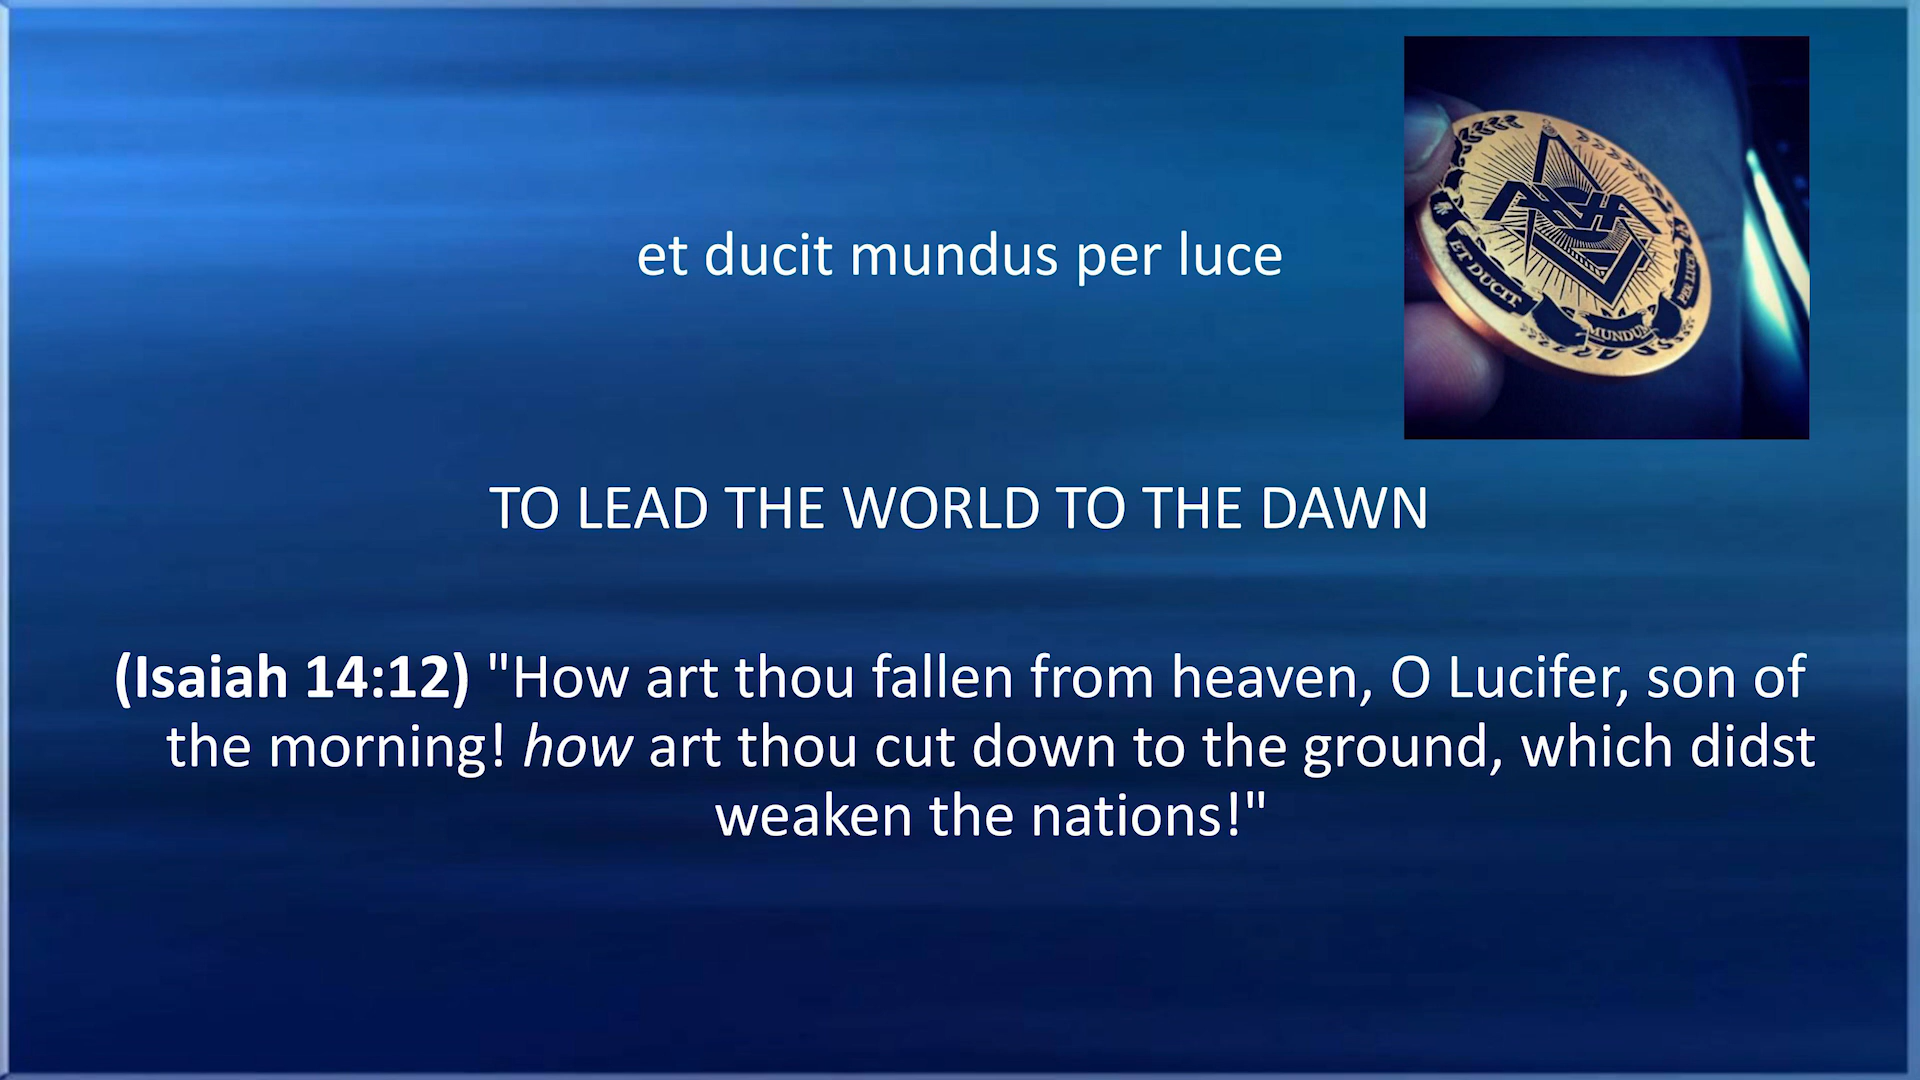 et ducit mundus per luce
ET DUCIT
MUNDUS
PER LUCE
TO LEAD THE WORLD TO THE DAWN
(Isaiah 14:12) "How art thou fallen from heaven, O Lucifer, son of
the morning! how art thou cut down to the ground, which didst
weaken the nations!"